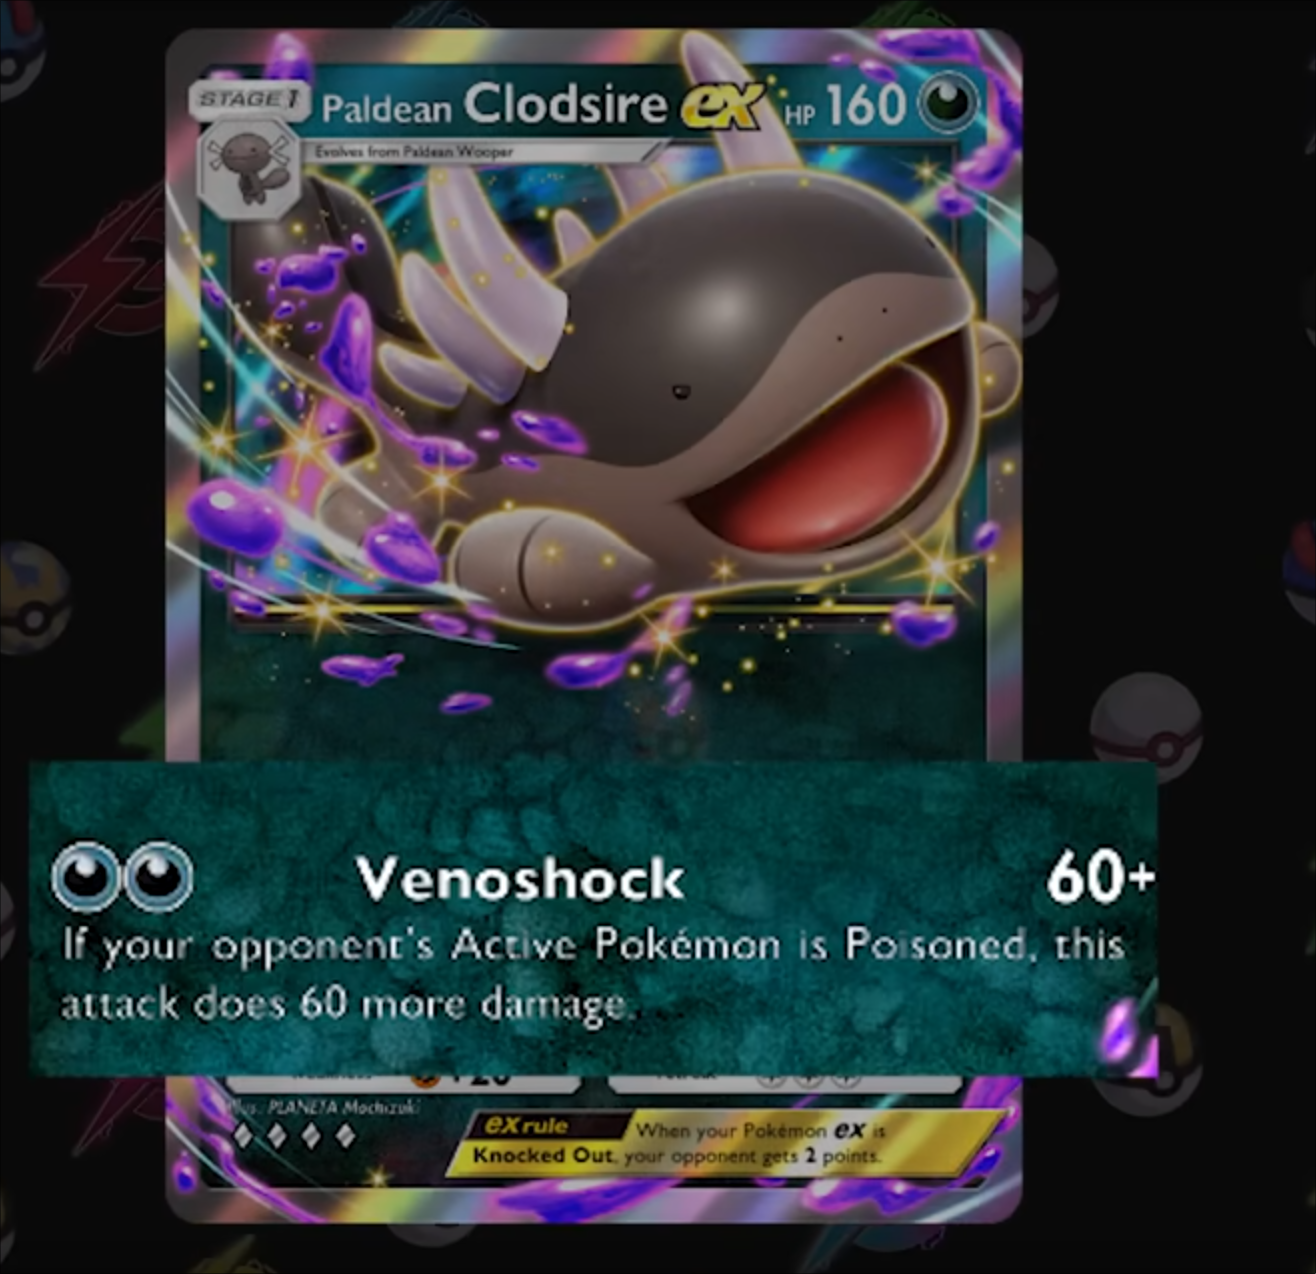 STAGE 1 Paldean Clodsire ex HP 160
Evolves from Paldean Wooper
Venoshock 60+
If your opponent's Active Pokémon is Poisoned, this
attack does 60 more damage.
+20
Illus. PLANETA Mochizuki
ex rule When your Pokémon ex is
Knocked Out, your opponent gets 2 points.